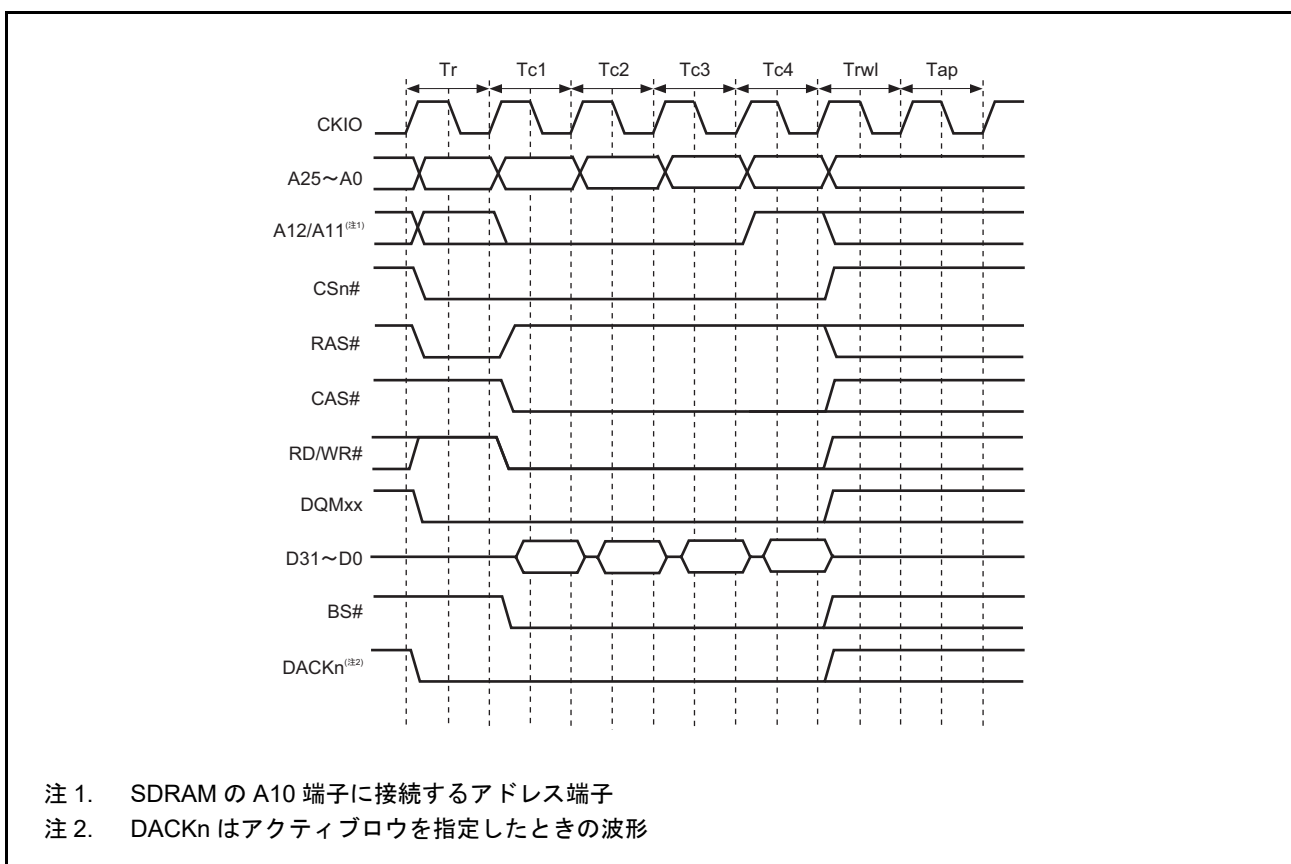 Tr Tc1 Tc2 Tc3 Tc4 Trwl Tap
CKIO
A25～A0
A12/A11(注1)
CSn#
RAS#
CAS#
RD/WR#
DQMxx
D31～D0
BS#
DACKn(注2)
注 1. SDRAM の A10 端子に接続するアドレス端子
注 2. DACKn はアクティブロウを指定したときの波形